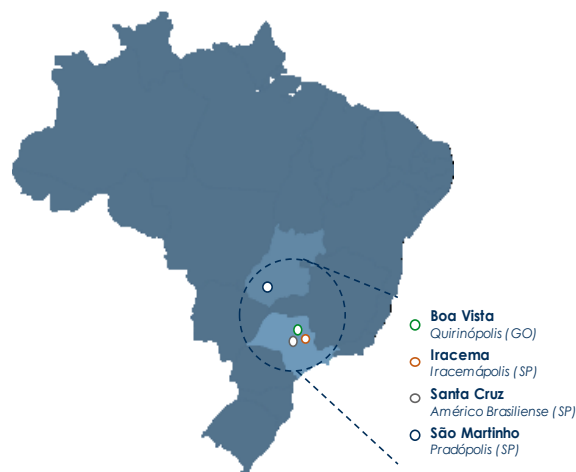 Boa Vista
Quirinópolis (GO)
Iracema
Iracemápolis (SP)
Santa Cruz
Américo Brasiliense (SP)
São Martinho
Pradópolis (SP)